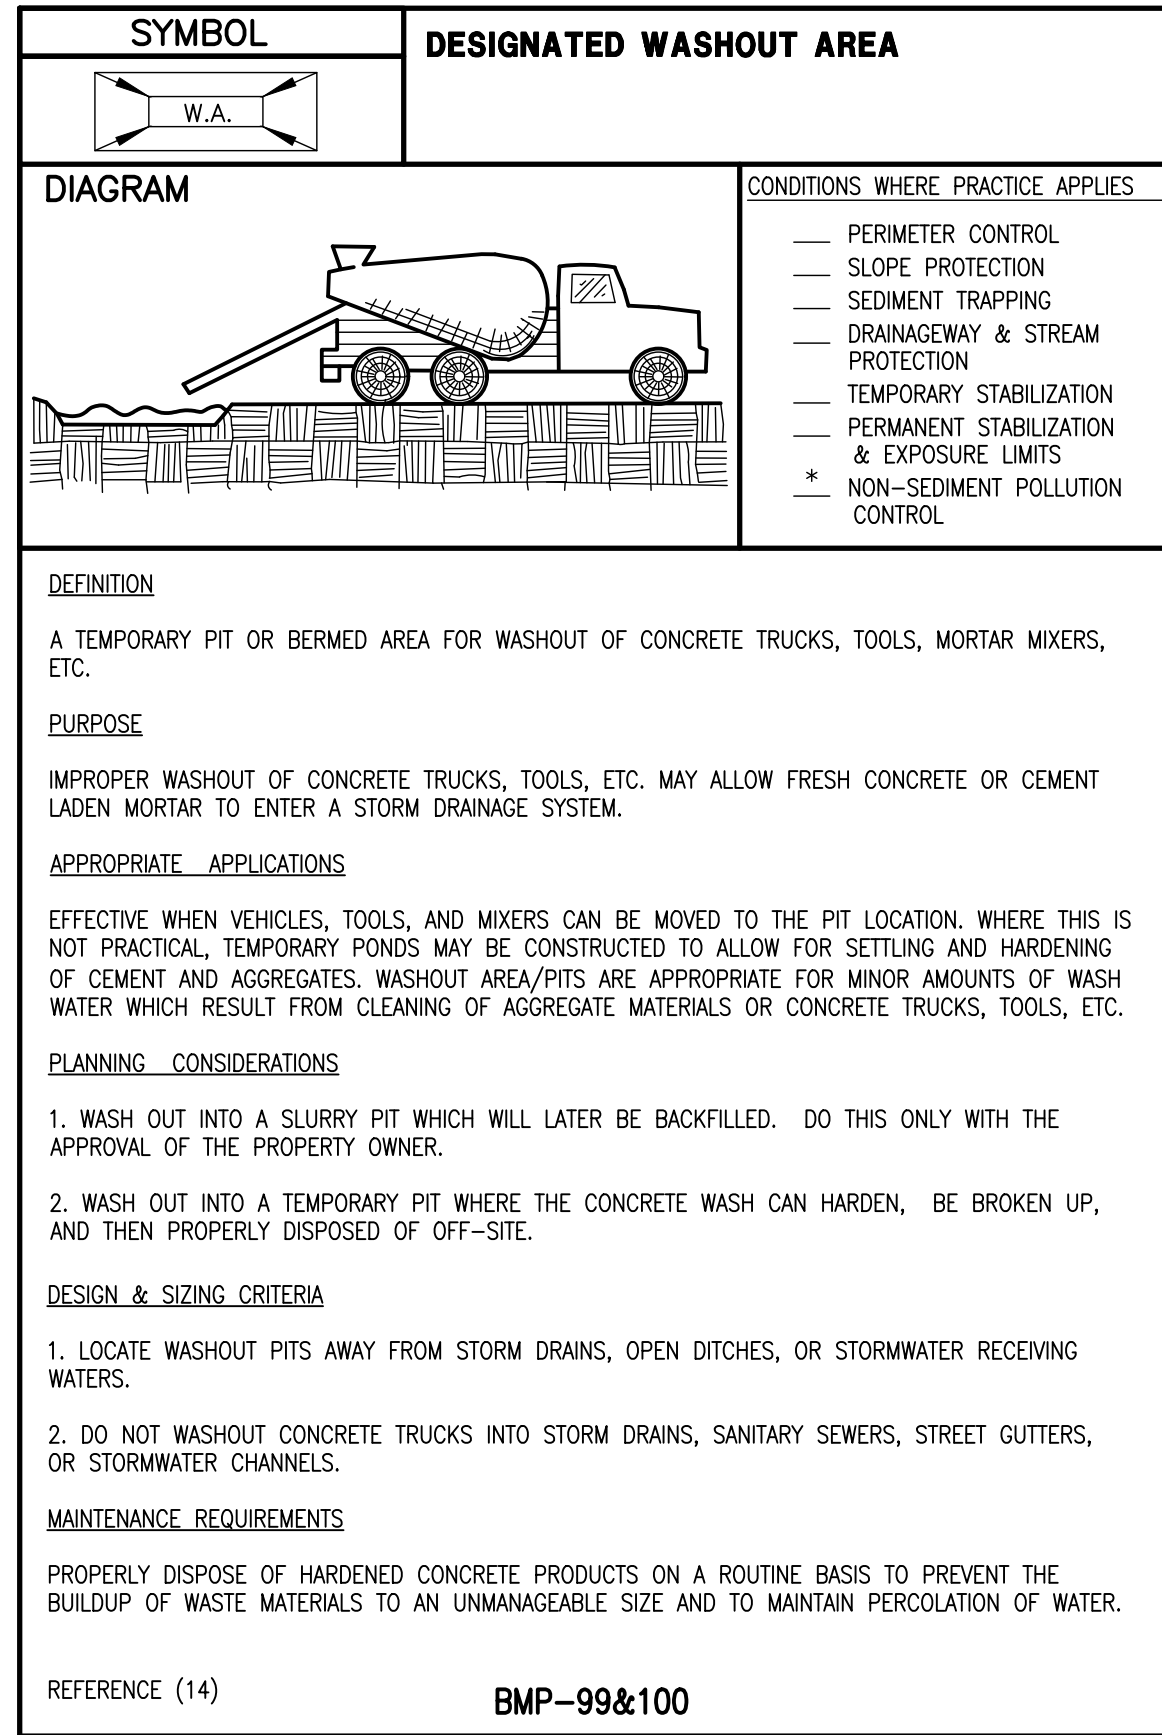 SYMBOL
DESIGNATED WASHOUT AREA
W.A.
DIAGRAM
CONDITIONS WHERE PRACTICE APPLIES
___ PERIMETER CONTROL
___ SLOPE PROTECTION
___ SEDIMENT TRAPPING
___ DRAINAGEWAY & STREAM
PROTECTION
___ TEMPORARY STABILIZATION
___ PERMANENT STABILIZATION
& EXPOSURE LIMITS
* NON-SEDIMENT POLLUTION
CONTROL
DEFINITION
A TEMPORARY PIT OR BERMED AREA FOR WASHOUT OF CONCRETE TRUCKS, TOOLS, MORTAR MIXERS,
ETC.
PURPOSE
IMPROPER WASHOUT OF CONCRETE TRUCKS, TOOLS, ETC. MAY ALLOW FRESH CONCRETE OR CEMENT
LADEN MORTAR TO ENTER A STORM DRAINAGE SYSTEM.
APPROPRIATE APPLICATIONS
EFFECTIVE WHEN VEHICLES, TOOLS, AND MIXERS CAN BE MOVED TO THE PIT LOCATION. WHERE THIS IS
NOT PRACTICAL, TEMPORARY PONDS MAY BE CONSTRUCTED TO ALLOW FOR SETTLING AND HARDENING
OF CEMENT AND AGGREGATES. WASHOUT AREA/PITS ARE APPROPRIATE FOR MINOR AMOUNTS OF WASH
WATER WHICH RESULT FROM CLEANING OF AGGREGATE MATERIALS OR CONCRETE TRUCKS, TOOLS, ETC.
PLANNING CONSIDERATIONS
1. WASH OUT INTO A SLURRY PIT WHICH WILL LATER BE BACKFILLED. DO THIS ONLY WITH THE
APPROVAL OF THE PROPERTY OWNER.
2. WASH OUT INTO A TEMPORARY PIT WHERE THE CONCRETE WASH CAN HARDEN, BE BROKEN UP,
AND THEN PROPERLY DISPOSED OF OFF-SITE.
DESIGN & SIZING CRITERIA
1. LOCATE WASHOUT PITS AWAY FROM STORM DRAINS, OPEN DITCHES, OR STORMWATER RECEIVING
WATERS.
2. DO NOT WASHOUT CONCRETE TRUCKS INTO STORM DRAINS, SANITARY SEWERS, STREET GUTTERS,
OR STORMWATER CHANNELS.
MAINTENANCE REQUIREMENTS
PROPERLY DISPOSE OF HARDENED CONCRETE PRODUCTS ON A ROUTINE BASIS TO PREVENT THE
BUILDUP OF WASTE MATERIALS TO AN UNMANAGEABLE SIZE AND TO MAINTAIN PERCOLATION OF WATER.
REFERENCE (14)
BMP-99&100